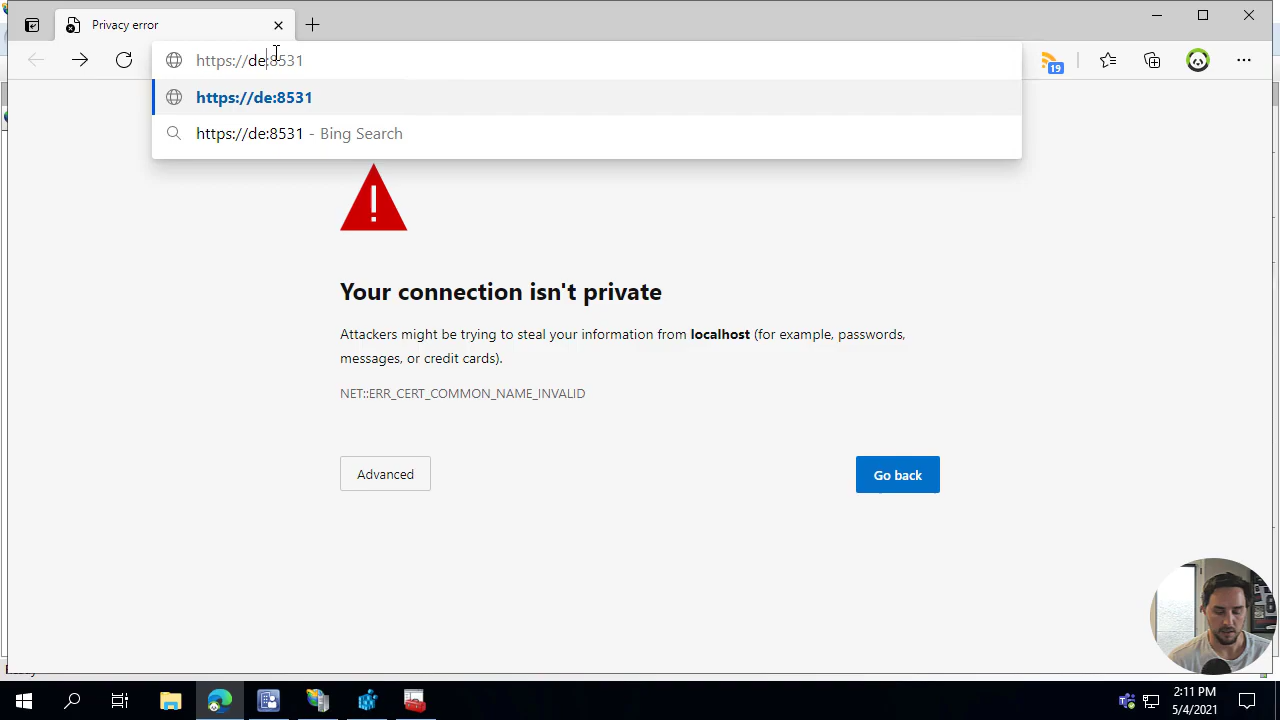 Privacy error
https://de:8531
https://de:8531
https://de:8531 - Bing Search
19
Your connection isn't private
Attackers might be trying to steal your information from localhost (for example, passwords,
messages, or credit cards).
NET::ERR_CERT_COMMON_NAME_INVALID
Advanced
Go back
2:11 PM
5/4/2021